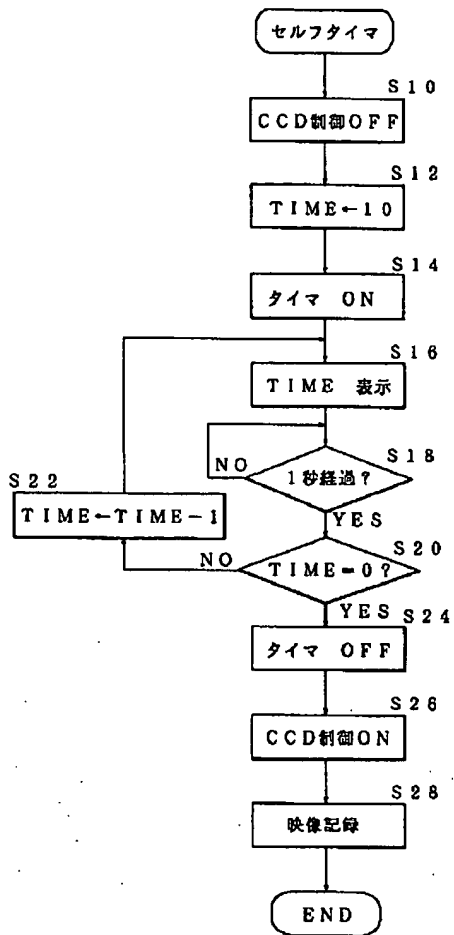 セルフタイマ
S10
CCD制御OFF
S12
TIME←10
S14
タイマ ON
S16
TIME 表示
S18
1秒経過?
NO
YES
S20
TIME=0?
NO
S22
TIME←TIME-1
YES
S24
タイマ OFF
S26
CCD制御ON
S28
映像記録
END